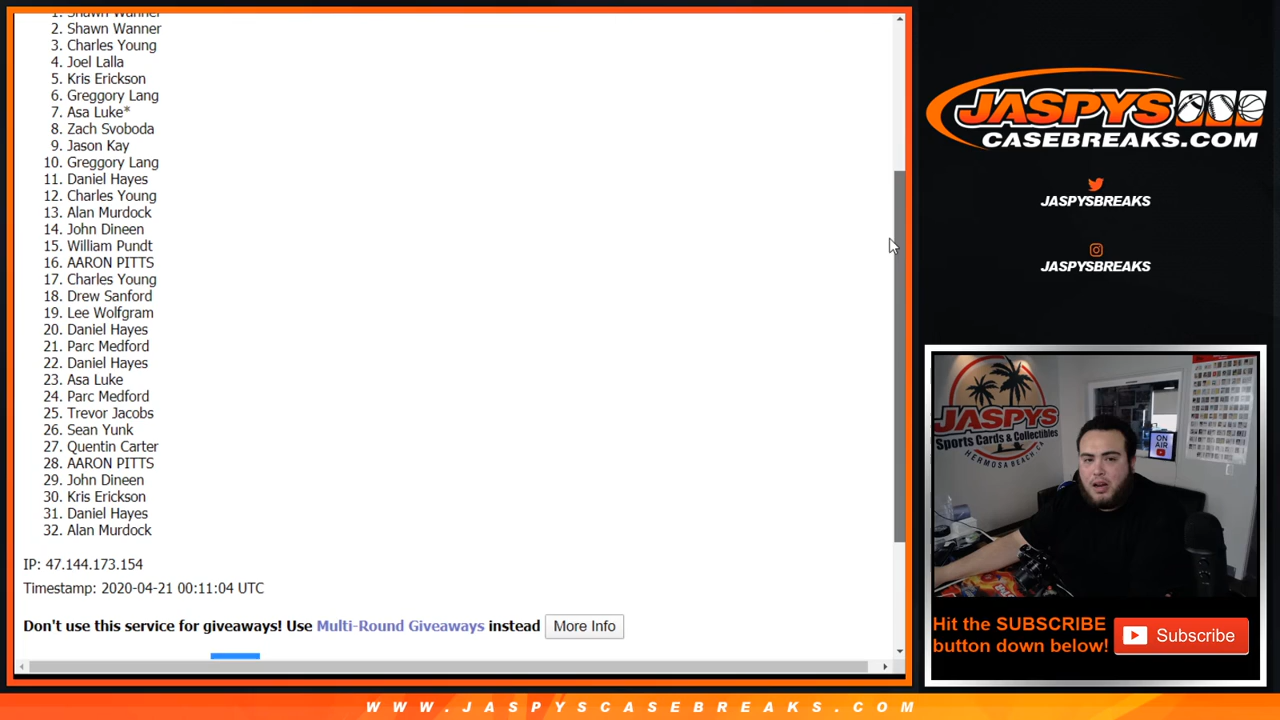 1. Shawn Wanner
2. Shawn Wanner
3. Charles Young
4. Joel Lalla
5. Kris Erickson
6. Greggory Lang
7. Asa Luke*
8. Zach Svoboda
9. Jason Kay
10. Greggory Lang
11. Daniel Hayes
12. Charles Young
13. Alan Murdock
14. John Dineen
15. William Pundt
16. AARON PITTS
17. Charles Young
18. Drew Sanford
19. Lee Wolfgram
20. Daniel Hayes
21. Parc Medford
22. Daniel Hayes
23. Asa Luke
24. Parc Medford
25. Trevor Jacobs
26. Sean Yunk
27. Quentin Carter
28. AARON PITTS
29. John Dineen
30. Kris Erickson
31. Daniel Hayes
32. Alan Murdock
IP: 47.144.173.154
Timestamp: 2020-04-21 00:11:04 UTC
Don't use this service for giveaways! Use Multi-Round Giveaways instead More Info
JASPYS
CASEBREAKS.COM
JASPYSBREAKS
JASPYSBREAKS
JASPYS
Sports Cards & Collectibles
HERMOSA BEACH, CA
ON
AIR
Hit the SUBSCRIBE
button down below!
Subscribe
WWW.JASPYSCASEBREAKS.COM